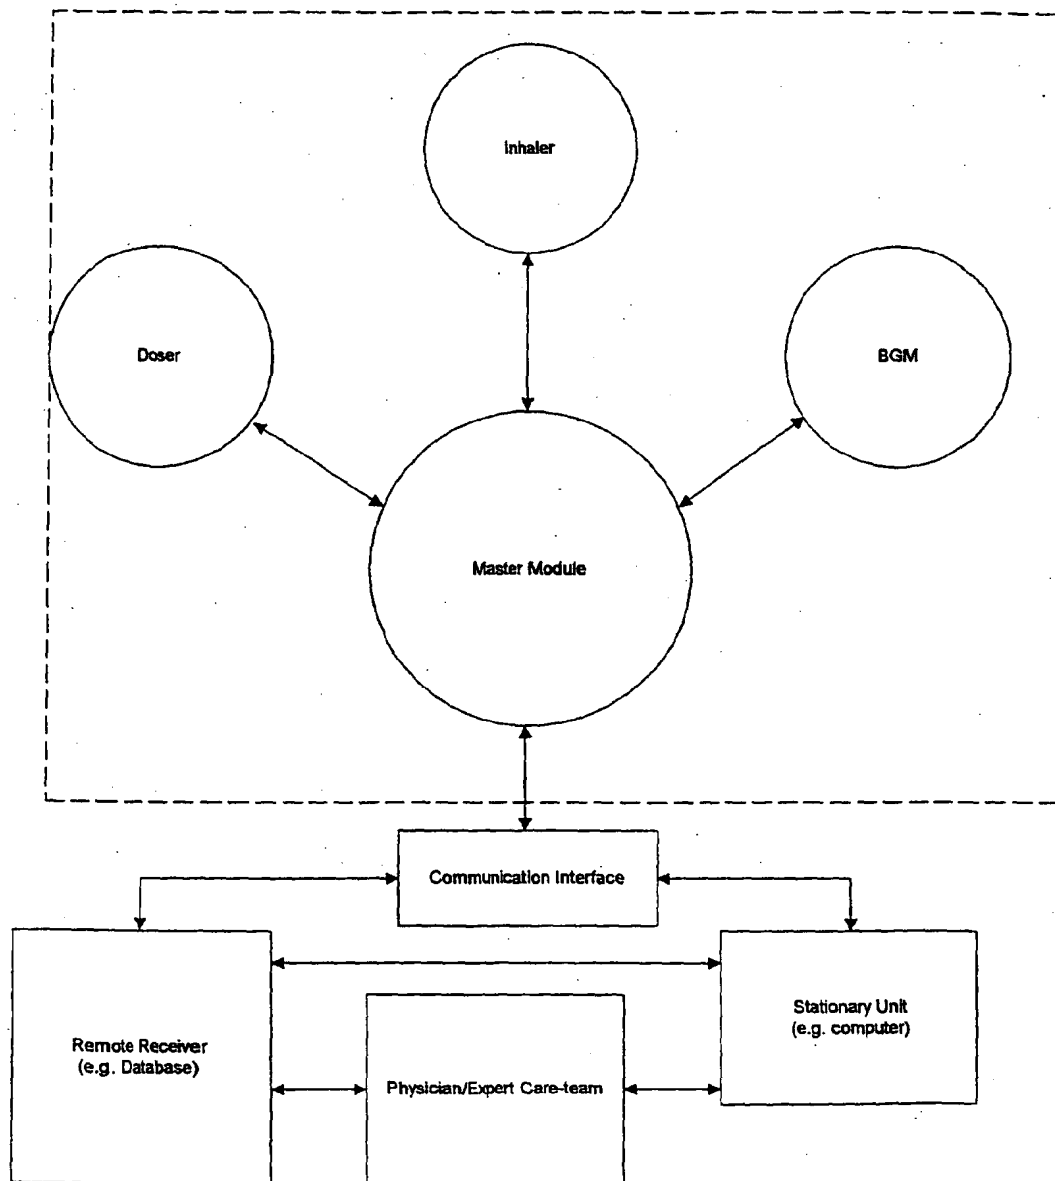 Inhaler
Doser
BGM
Master Module
Communication Interface
Stationary Unit
(e.g. computer)
Remote Receiver
(e.g. Database)
Physician/Expert Care-team